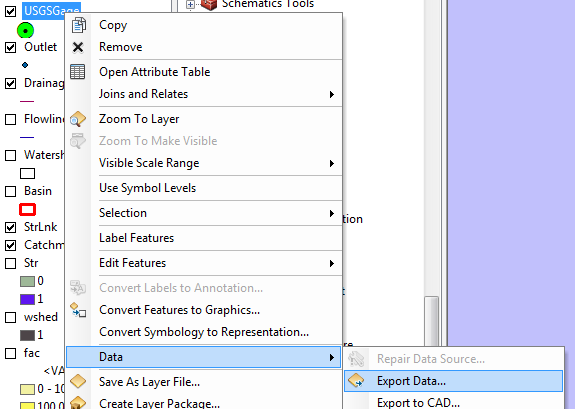 USGSGage
Outlet
Drainag
Flowlin
Watersh
Basin
StrLnk
Catchm
Str
0
1
wshed
1
fac
<VA
0 - 10
100.0
Schematics Tools
Copy
Remove
Open Attribute Table
Joins and Relates
Zoom To Layer
Zoom To Make Visible
Visible Scale Range
Use Symbol Levels
Selection
Label Features
Edit Features
Convert Labels to Annotation...
Convert Features to Graphics...
Convert Symbology to Representation...
Data
Save As Layer File...
Create Layer Package...
tion
Repair Data Source...
Export Data...
Export to CAD...